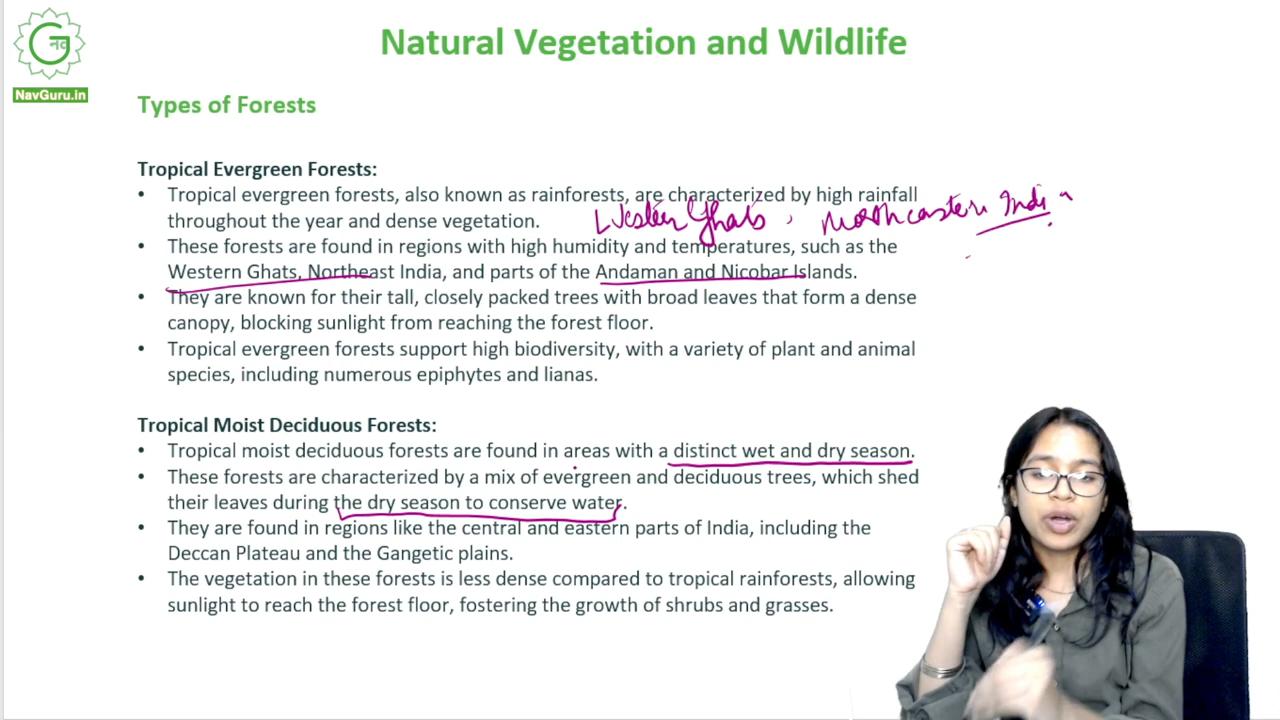 Natural Vegetation and Wildlife
नव
NavGuru.in
Types of Forests
Tropical Evergreen Forests:
• Tropical evergreen forests, also known as rainforests, are characterized by high rainfall
throughout the year and dense vegetation.
Western Ghats, Northeastern India
• These forests are found in regions with high humidity and temperatures, such as the
Western Ghats, Northeast India, and parts of the Andaman and Nicobar Islands.
• They are known for their tall, closely packed trees with broad leaves that form a dense
canopy, blocking sunlight from reaching the forest floor.
• Tropical evergreen forests support high biodiversity, with a variety of plant and animal
species, including numerous epiphytes and lianas.
Tropical Moist Deciduous Forests:
• Tropical moist deciduous forests are found in areas with a distinct wet and dry season.
• These forests are characterized by a mix of evergreen and deciduous trees, which shed
their leaves during the dry season to conserve water.
• They are found in regions like the central and eastern parts of India, including the
Deccan Plateau and the Gangetic plains.
• The vegetation in these forests is less dense compared to tropical rainforests, allowing
sunlight to reach the forest floor, fostering the growth of shrubs and grasses.